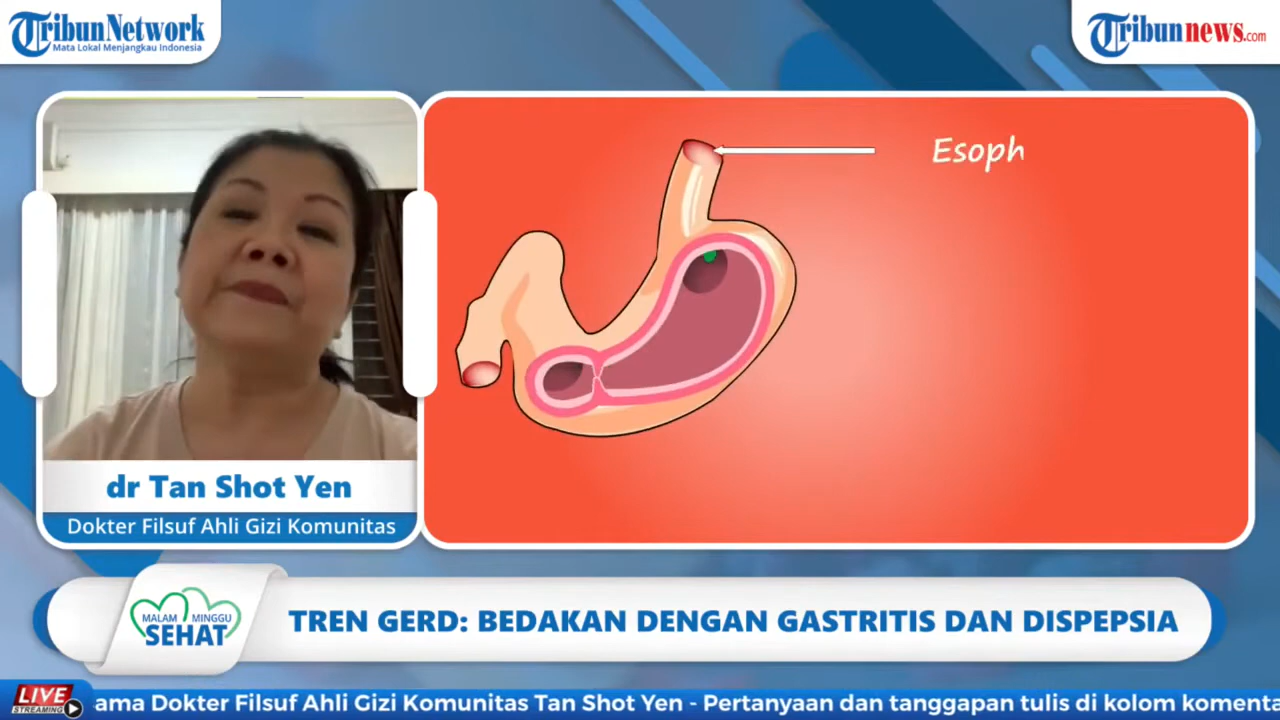 TribunNetwork
Mata Lokal Menjangkau Indonesia
Tribunnews.com
Esoph
dr Tan Shot Yen
Dokter Filsuf Ahli Gizi Komunitas
MALAM MINGGU
SEHAT
TREN GERD: BEDAKAN DENGAN GASTRITIS DAN DISPEPSIA
LIVE
STREAMING
ama Dokter Filsuf Ahli Gizi Komunitas Tan Shot Yen - Pertanyaan dan tanggapan tulis di kolom komenta